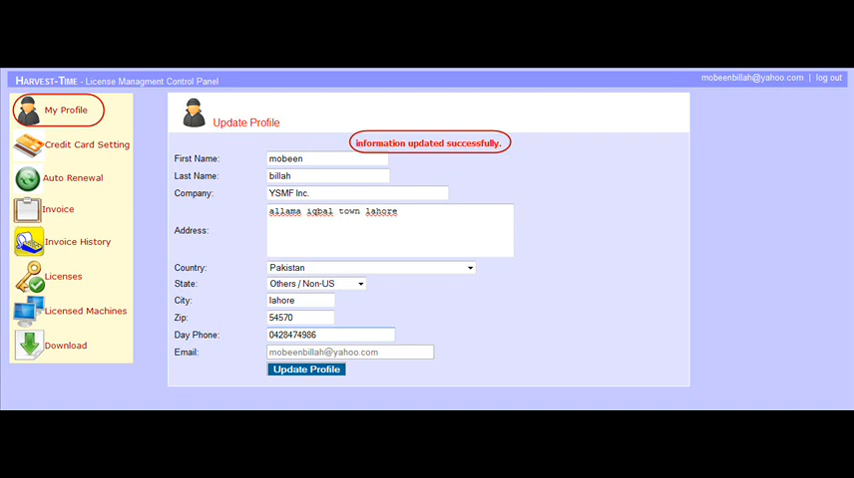 HARVEST-TIME - License Managment Control Panel
mobeenbillah@yahoo.com | log out
My Profile
Credit Card Setting
Auto Renewal
Invoice
Invoice History
Licenses
Licensed Machines
Download
Update Profile
information updated successfully.
First Name: mobeen
Last Name: billah
Company: YSMF Inc.
Address: allama iqbal town lahore
Country: Pakistan
State: Others / Non-US
City: lahore
Zip: 54570
Day Phone: 0428474986
Email: mobeenbillah@yahoo.com
Update Profile